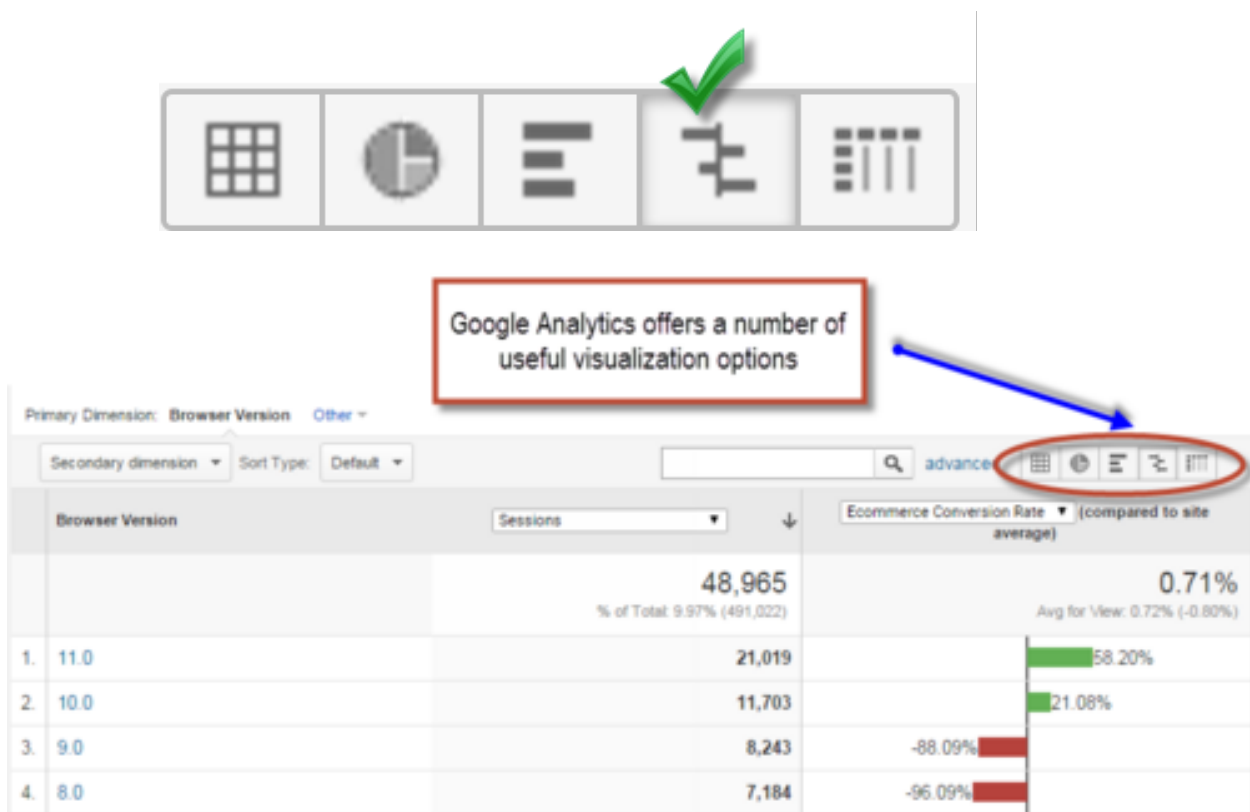 Google Analytics offers a number of
useful visualization options
Primary Dimension: Browser Version Other
Secondary dimension Sort Type: Default advanced
Browser Version Sessions Ecommerce Conversion Rate (compared to site
average)
48,965 0.71%
% of Total: 9.97% (491,022) Avg for View: 0.72% (-0.80%)
1. 11.0 21,019 58.20%
2. 10.0 11,703 21.08%
3. 9.0 8,243 -88.09%
4. 8.0 7,184 -96.09%